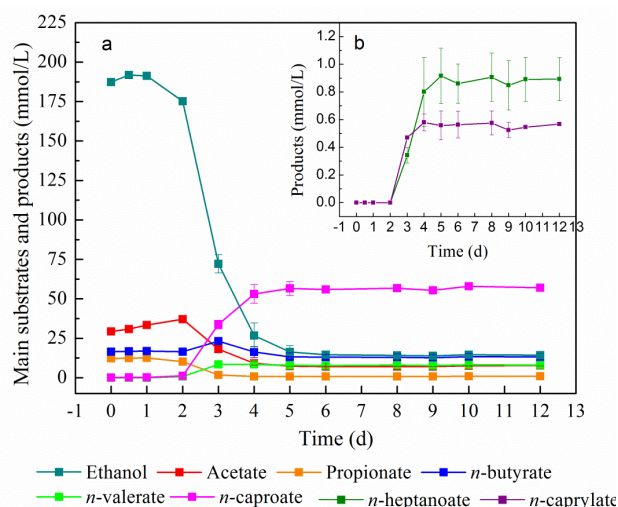 a
Main substrates and products (mmol/L)
225
200
175
150
125
100
75
50
25
0
-1 0 1 2 3 4 5 6 7 8 9 10 11 12 13
Time (d)
b
Products (mmol/L)
1.2
1.0
0.8
0.6
0.4
0.2
0.0
-1 0 1 2 3 4 5 6 7 8 9 10 11 12 13
Time (d)
Ethanol Acetate Propionate n-butyrate
n-valerate n-caproate n-heptanoate n-caprylate